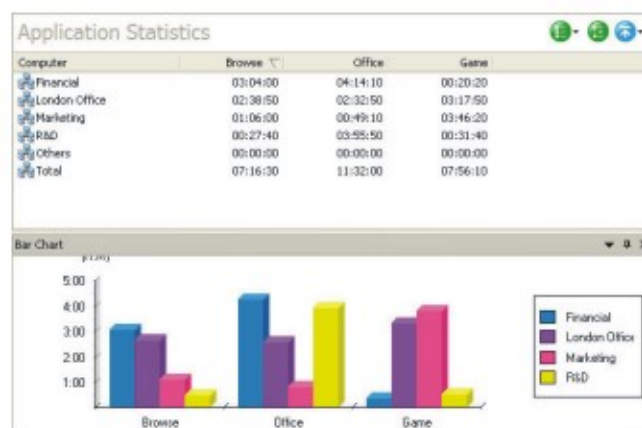 Application Statistics
Computer Browse Office Game
Financial 03:04:00 04:14:10 00:20:20
London Office 02:38:50 02:32:50 03:17:50
Marketing 01:06:00 00:49:10 03:46:20
R&D 00:27:40 03:55:50 00:31:40
Others 00:00:00 00:00:00 00:00:00
Total 07:16:30 11:32:00 07:56:10
Bar Chart
5:00
4:00
3:00
2:00
1:00
Browse Office Game
Financial
London Office
Marketing
R&D